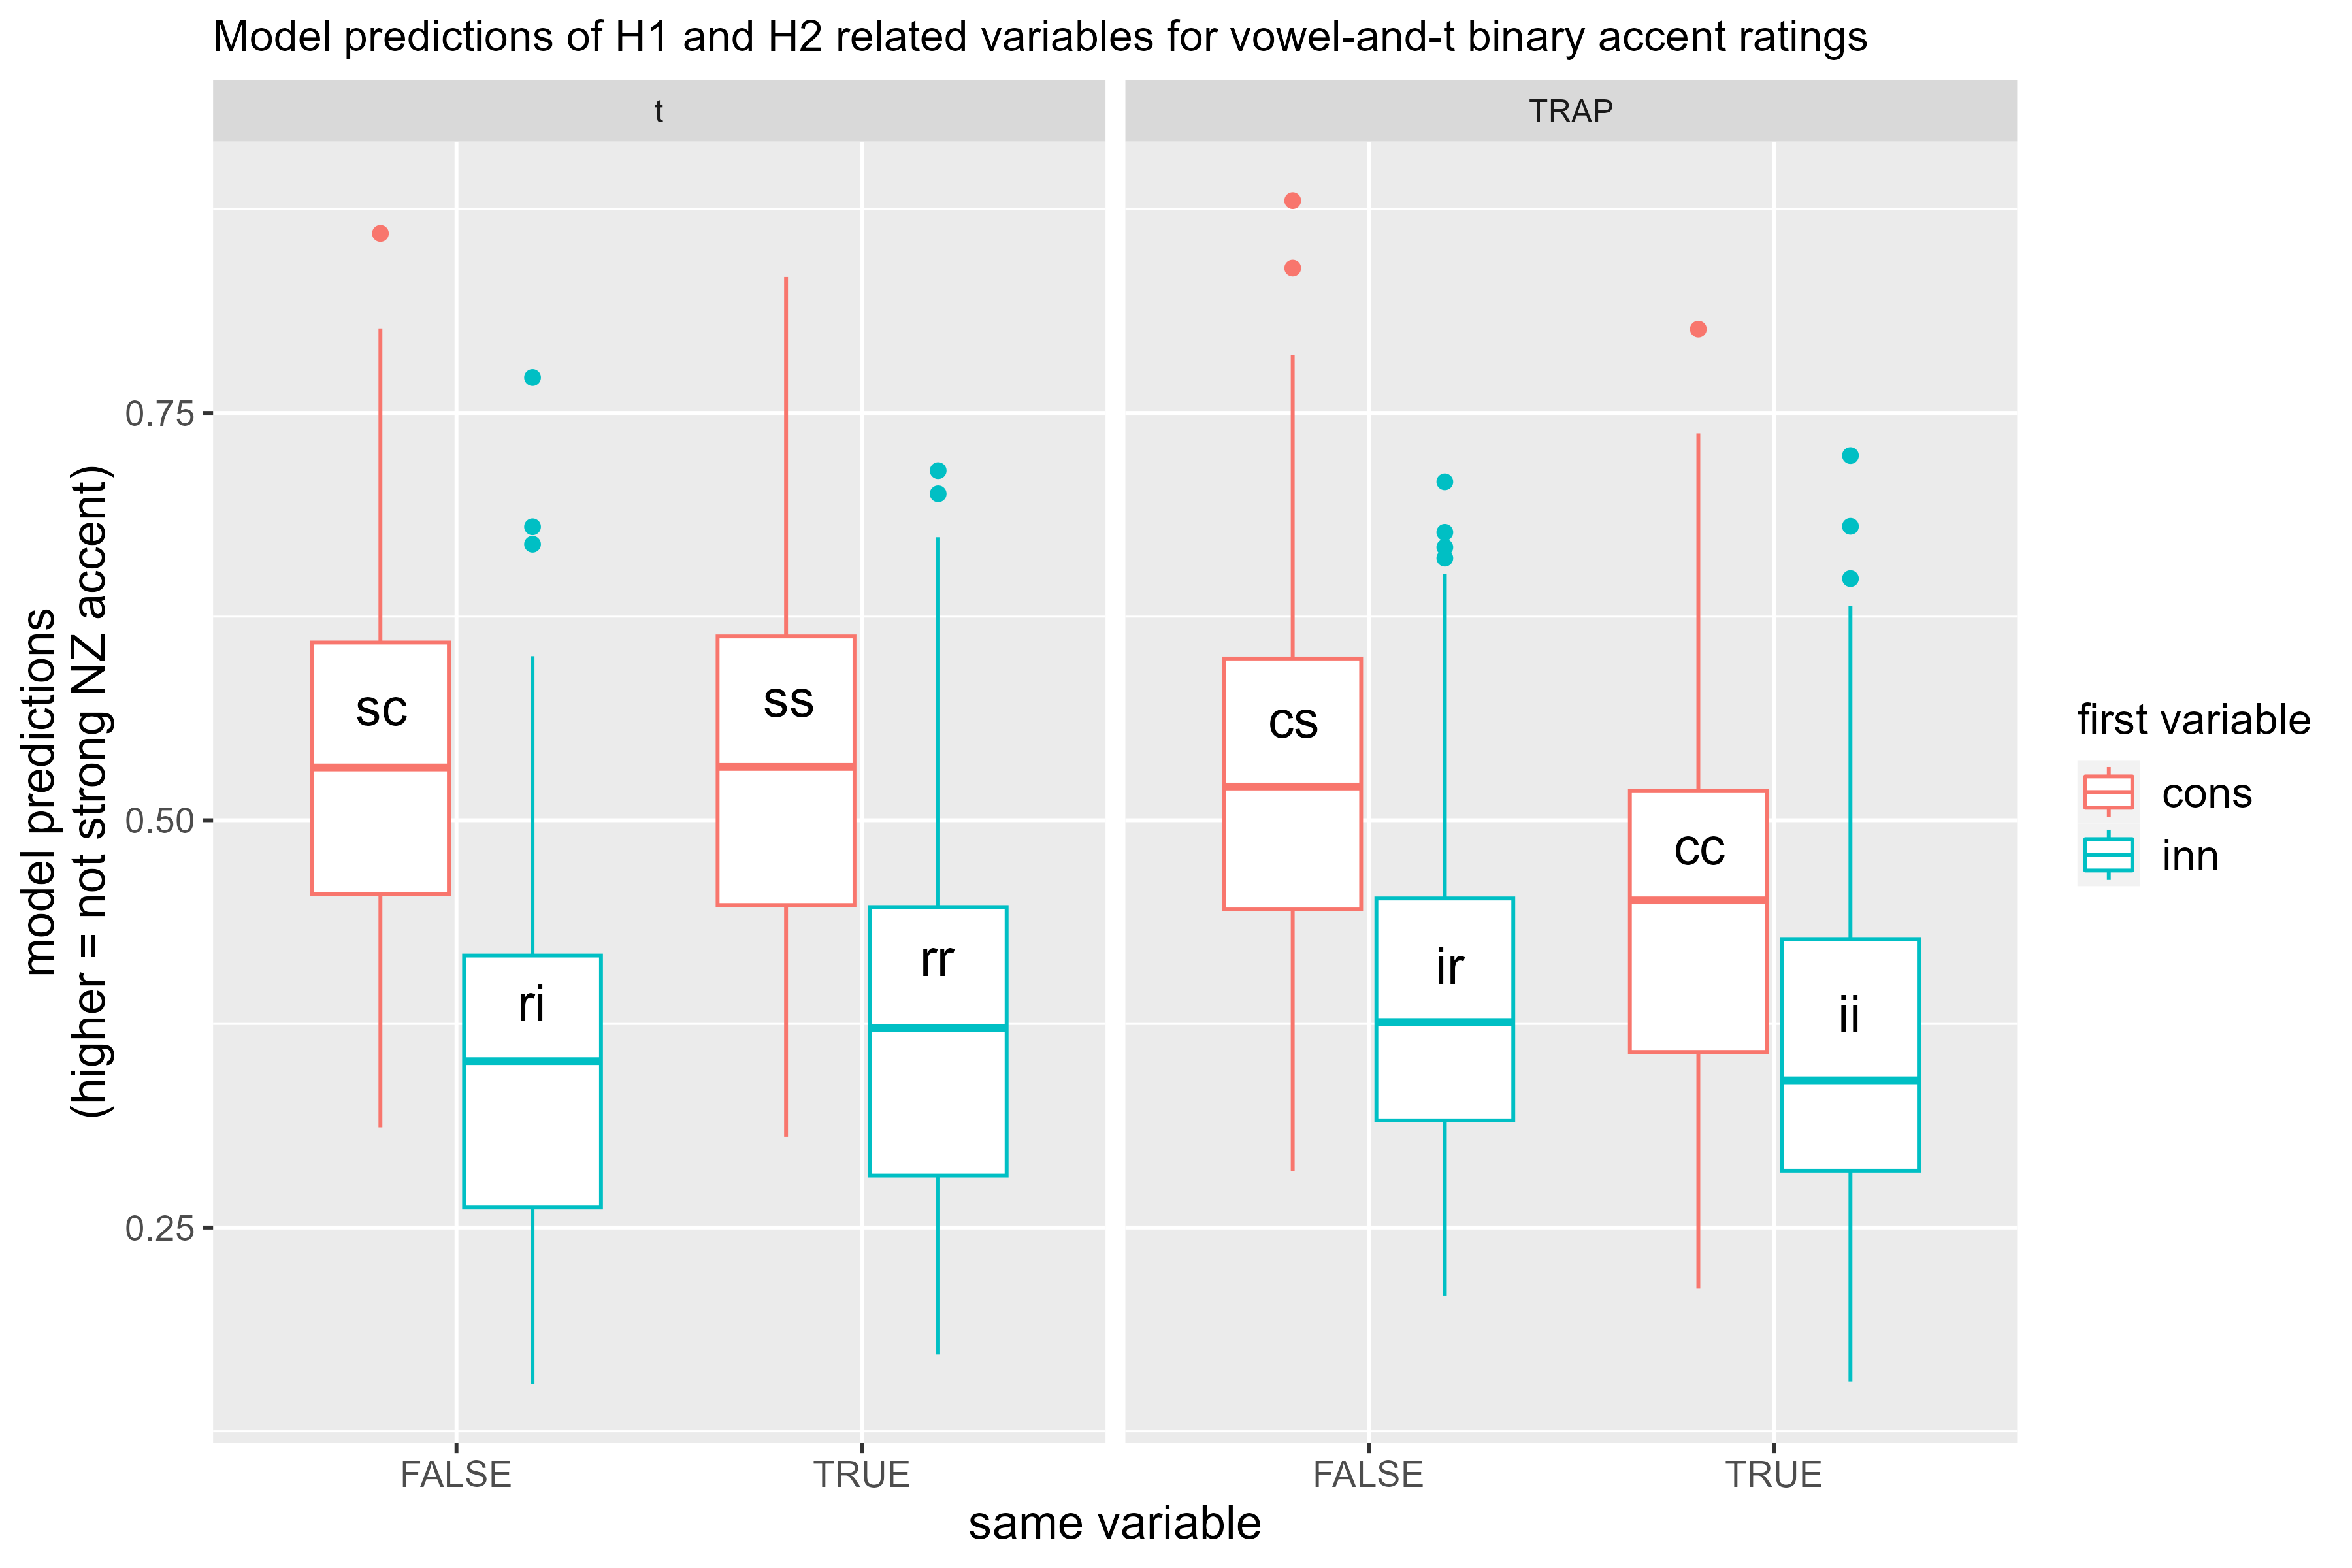 Model predictions of H1 and H2 related variables for vowel-and-t binary accent ratings
t
TRAP
model predictions
(higher = not strong NZ accent)
0.75
0.50
0.25
sc
ri
ss
rr
cs
ir
cc
ii
FALSE
TRUE
FALSE
TRUE
same variable
first variable
cons
inn